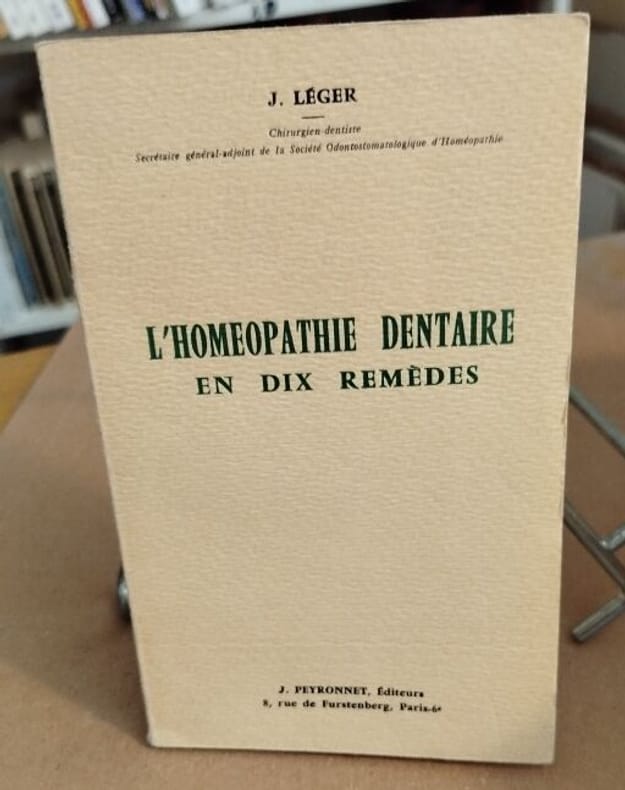 J. LÉGER
Chirurgien-dentiste
Secrétaire général-adjoint de la Société Odontostomatologique d'Homéopathie
L'HOMEOPATHIE DENTAIRE
EN DIX REMÈDES
J. PEYRONNET, Éditeurs
8, rue de Furstenberg, Paris-6e